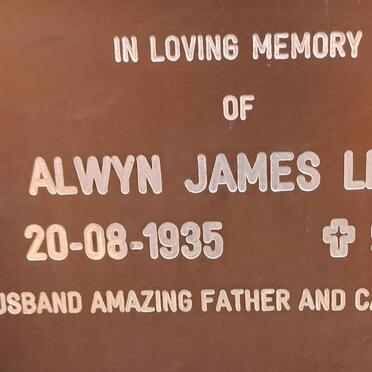 IN LOVING MEMORY
OF
ALWYN JAMES
20-08-1935
AMAZING FATHER AND